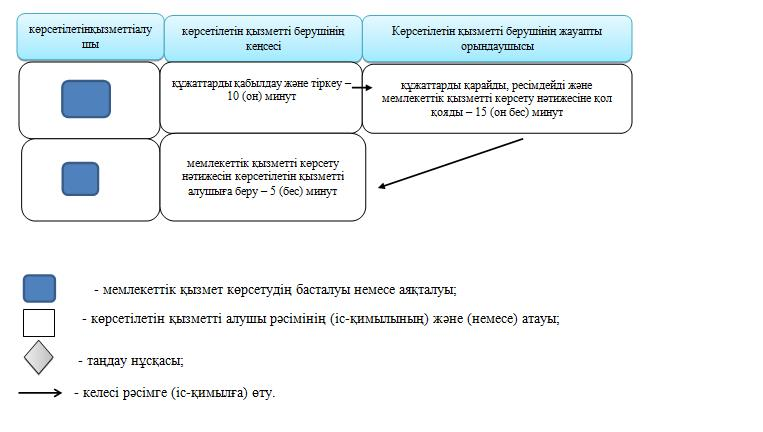 көрсетілетінқызметтіалу
шы
көрсетілетін қызметті берушінің
кеңсесі
Көрсетілетін қызметті берушінің жауапты
орындаушысы
құжаттарды қабылдау және тіркеу –
10 (он) минут
құжаттарды қарайды, ресімдейді және
мемлекеттік қызметті көрсету нәтижесіне қол
қояды – 15 (он бес) минут
мемлекеттік қызметті көрсету
нәтижесін көрсетілетін қызметті
алушыға беру – 5 (бес) минут
- мемлекеттік қызмет көрсетудің басталуы немесе аяқталуы;
- көрсетілетін қызметті алушы рәсімінің (іс-қимылының) және (немесе) атауы;
- таңдау нұсқасы;
- келесі рәсімге (іс-қимылға) өту.